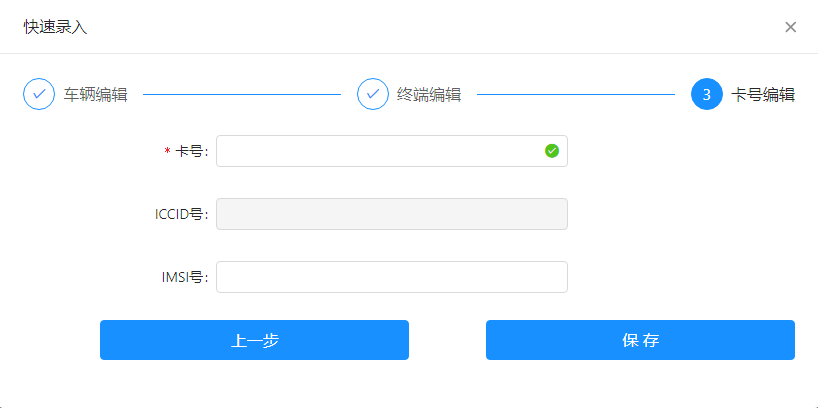 快速录入
车辆编辑
终端编辑
3 卡号编辑
* 卡号:
ICCID号:
IMSI号:
上一步
保 存